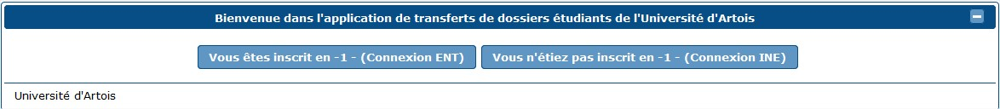 Bienvenue dans l'application de transferts de dossiers étudiants de l'Université d'Artois
Vous êtes inscrit en -1 - (Connexion ENT) Vous n'étiez pas inscrit en -1 - (Connexion INE)
Université d'Artois